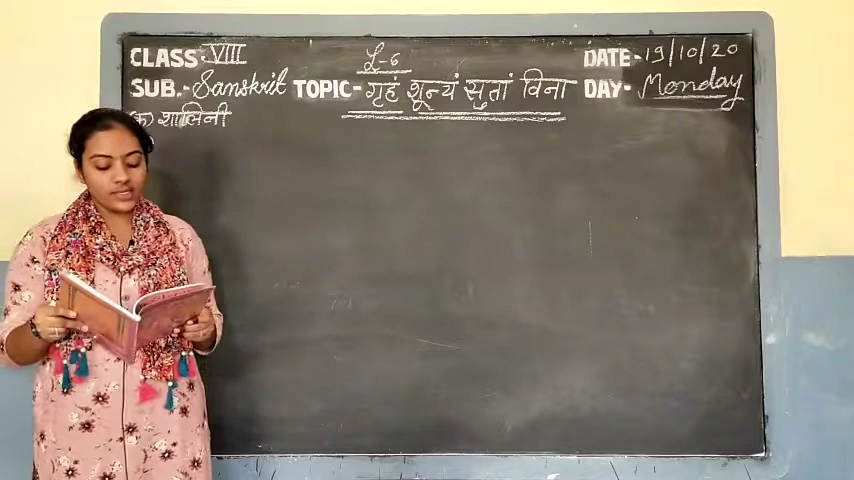 CLASS- VIII L-6 DATE- 19/10/20
SUB.- Sanskrit TOPIC- गृहं शून्यं सुतां विना DAY- Monday
क) शालिनी